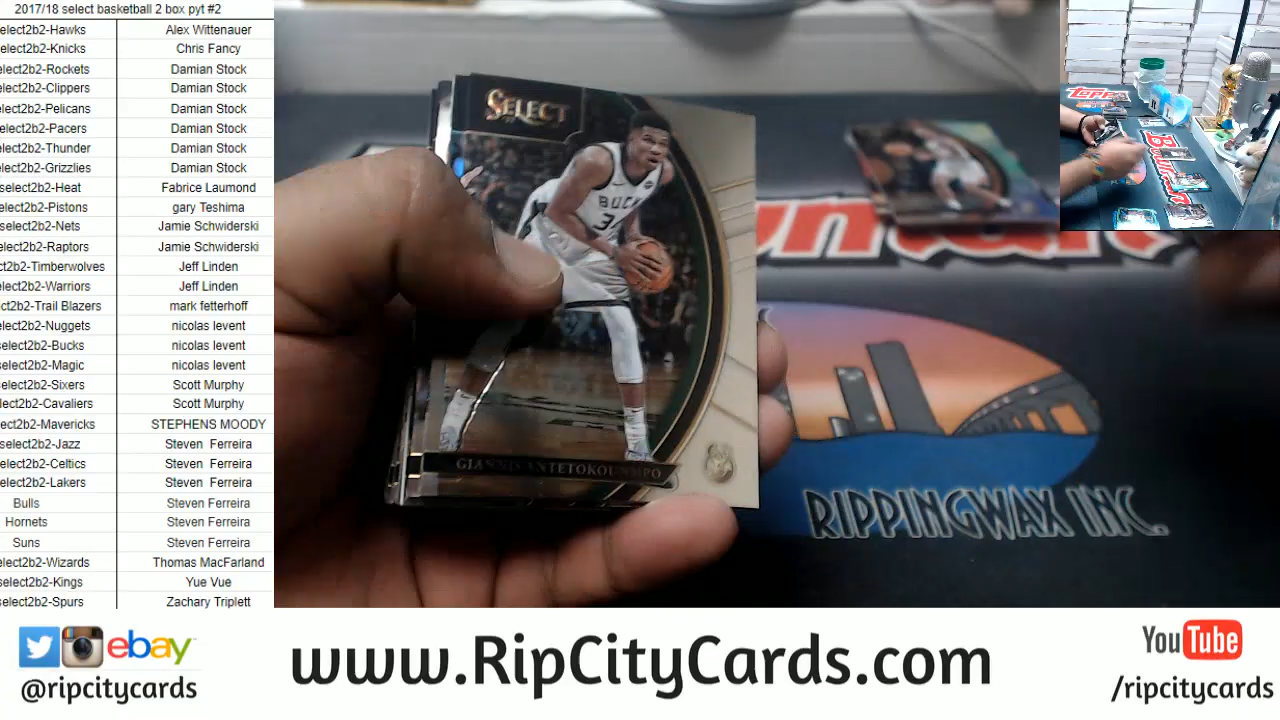 2017/18 select basketball 2 box pyt #2
elect2b2-Hawks Alex Wittenauer
elect2b2-Knicks Chris Fancy
elect2b2-Rockets Damian Stock
elect2b2-Clippers Damian Stock
elect2b2-Pelicans Damian Stock
elect2b2-Pacers Damian Stock
elect2b2-Thunder Damian Stock
elect2b2-Grizzlies Damian Stock
select2b2-Heat Fabrice Laumond
elect2b2-Pistons gary Teshima
select2b2-Nets Jamie Schwiderski
elect2b2-Raptors Jamie Schwiderski
ct2b2-Timberwolves Jeff Linden
lect2b2-Warriors Jeff Linden
ct2b2-Trail Blazers mark fetterhoff
elect2b2-Nuggets nicolas levent
elect2b2-Bucks nicolas levent
select2b2-Magic nicolas levent
select2b2-Sixers Scott Murphy
lect2b2-Cavaliers Scott Murphy
ect2b2-Mavericks STEPHENS MOODY
select2b2-Jazz Steven Ferreira
elect2b2-Celtics Steven Ferreira
elect2b2-Lakers Steven Ferreira
Bulls Steven Ferreira
Hornets Steven Ferreira
Suns Steven Ferreira
elect2b2-Wizards Thomas MacFarland
select2b2-Kings Yue Vue
select2b2-Spurs Zachary Triplett
SELECT
BUCK
3
GIANNIS ANTETOKOUNMPO
RIPPINGWAX INC.
TOPPS
Bowman
ebay
@ripcitycards
www.RipCityCards.com
YouTube
/ripcitycards